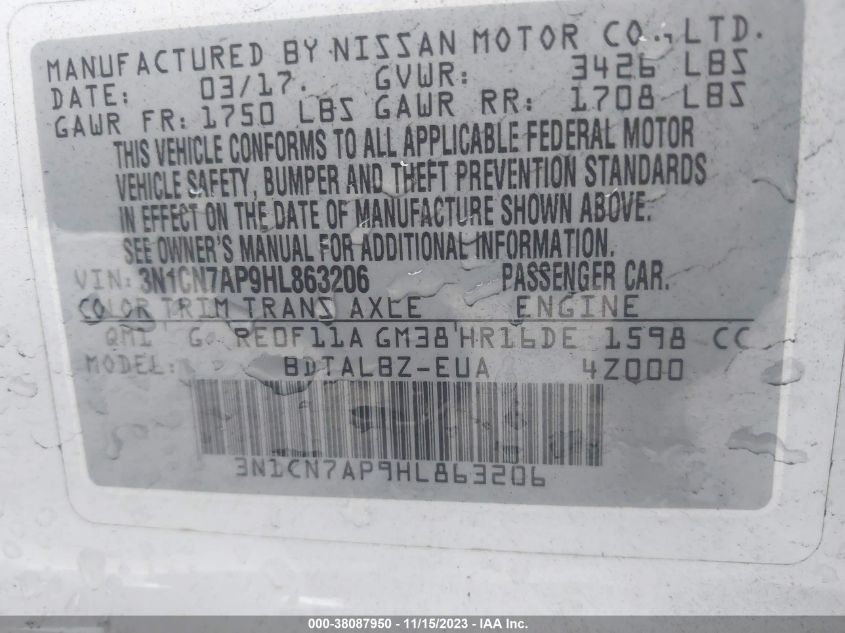 MANUFACTURED BY NISSAN MOTOR CO., LTD.
DATE: 03/17. GVWR: 3426 LBS
GAWR FR: 1750 LBS GAWR RR: 1708 LBS
THIS VEHICLE CONFORMS TO ALL APPLICABLE FEDERAL MOTOR
VEHICLE SAFETY, BUMPER AND THEFT PREVENTION STANDARDS
IN EFFECT ON THE DATE OF MANUFACTURE SHOWN ABOVE.
SEE OWNER'S MANUAL FOR ADDITIONAL INFORMATION.
VIN: 3N1CN7AP9HL863206 PASSENGER CAR.
COLOR TRIM TRANS AXLE ENGINE
QM1 G RE0F11A GM38 HR16DE 1598 CC
MODEL: BDTALBZ-EUA 4Z000
3N1CN7AP9HL863206
000-38087950 - 11/15/2023 - IAA Inc.